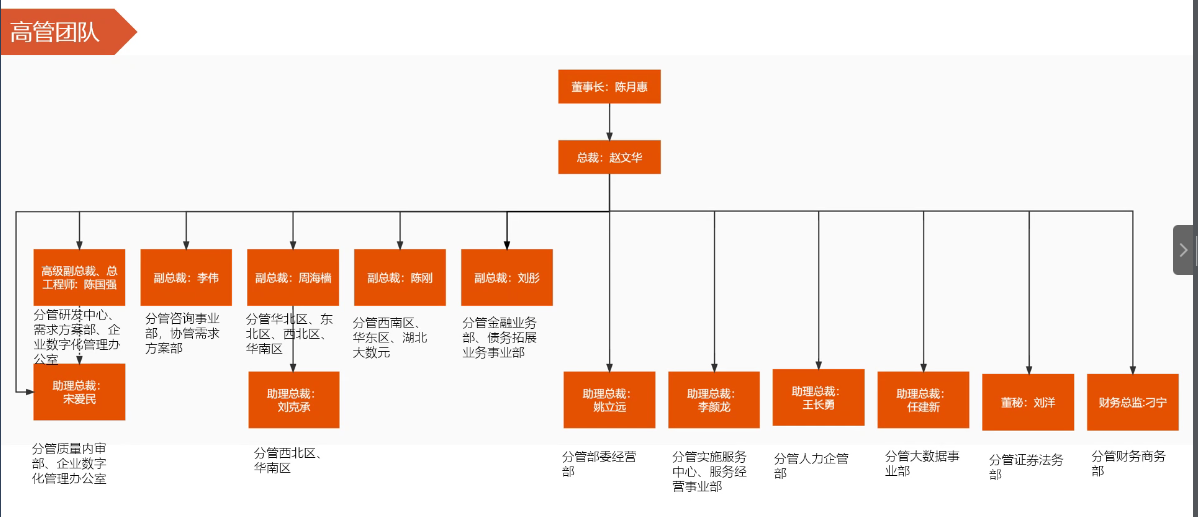 高管团队
董事长：陈月惠
总裁：赵文华
高级副总裁、总
工程师：陈国强
副总裁：李伟
副总裁：周海樯
副总裁：陈刚
副总裁：刘彤
分管研发中心、
需求方案部、企
业数字化管理办
公室
分管咨询事业
部，协管需求
方案部
分管华北区、东
北区、西北区、
华南区
分管西南区、
华东区、湖北
大数元
分管金融业务
部、债务拓展
业务事业部
助理总裁：
宋爱民
助理总裁：
刘克承
助理总裁：
姚立远
助理总裁：
李颜龙
助理总裁：
王长勇
助理总裁：
任建新
董秘：刘洋
财务总监:刁宁
分管质量内审
部、企业数字
化管理办公室
分管西北区、
华南区
分管部委经营
部
分管实施服务
中心、服务经
营事业部
分管人力企管
部
分管大数据事
业部
分管证券法务
部
分管财务商务
部